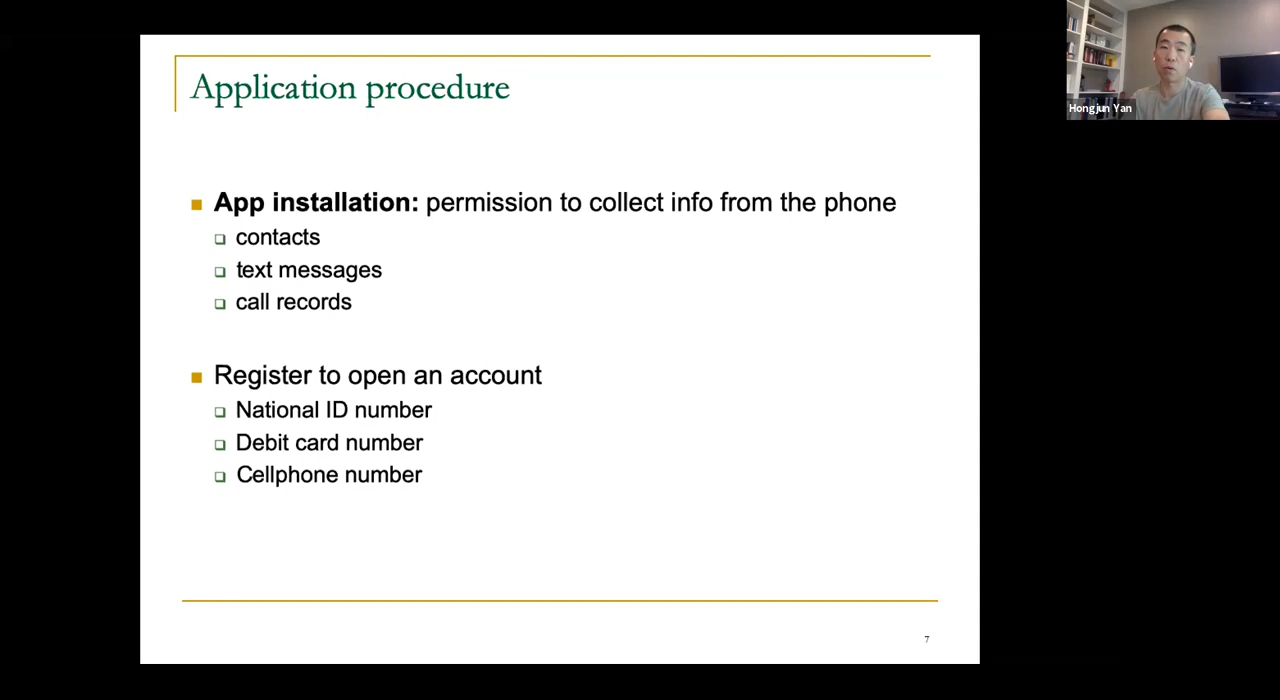 Application procedure
App installation: permission to collect info from the phone
contacts
text messages
call records
Register to open an account
National ID number
Debit card number
Cellphone number
7
Hongjun Yan